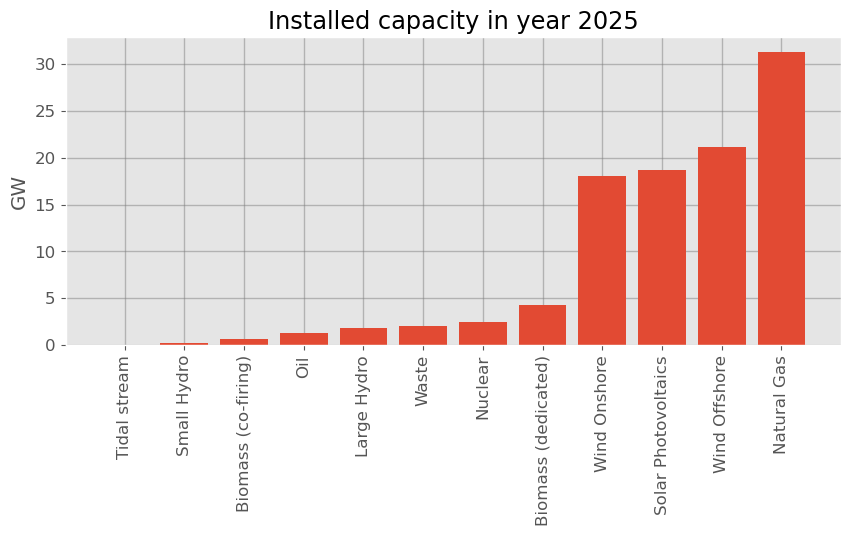 Installed capacity in year 2025
GW
30
25
20
15
10
5
0
Tidal stream
Small Hydro
Biomass (co-firing)
Oil
Large Hydro
Waste
Nuclear
Biomass (dedicated)
Wind Onshore
Solar Photovoltaics
Wind Offshore
Natural Gas